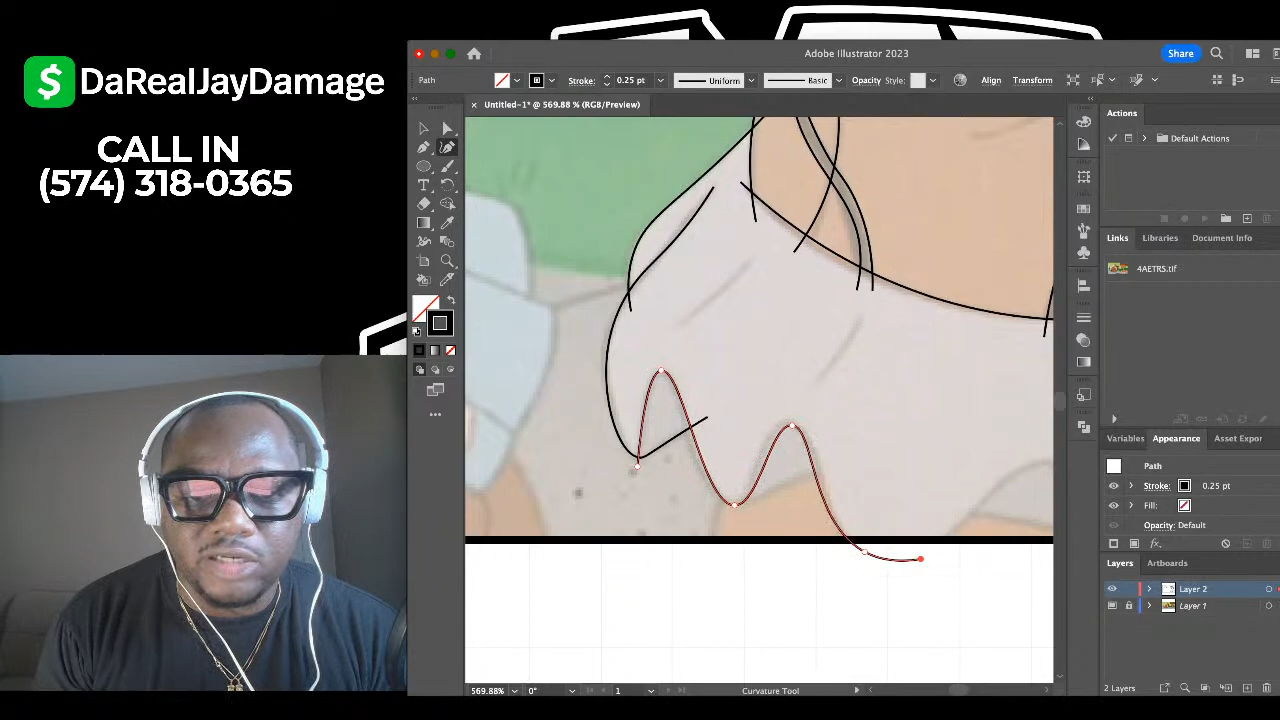 $ DaRealJayDamage
CALL IN
(574) 318-0365
Adobe Illustrator 2023
Share
Path
Stroke:
0.25 pt
Uniform
Basic
Opacity
Style:
Align
Transform
× Untitled-1* @ 569.88 % (RGB/Preview)
Actions
Default Actions
Links
Libraries
Document Info
4AETRS.tif
Variables
Appearance
Asset Expor
Path
Stroke:
0.25 pt
Fill:
Opacity: Default
fx
Layers
Artboards
Layer 2
Layer 1
2 Layers
569.88%
0°
1
Curvature Tool